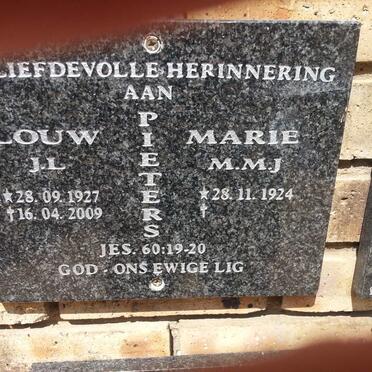 LIEFDEVOLLE HERINNERING
AAN
PIETERS
LOUW
J.L
★28.09.1927
†16.04.2009
MARIE
M.M.J
★28.11.1924
†
JES. 60:19-20
GOD - ONS EWIGE LIG